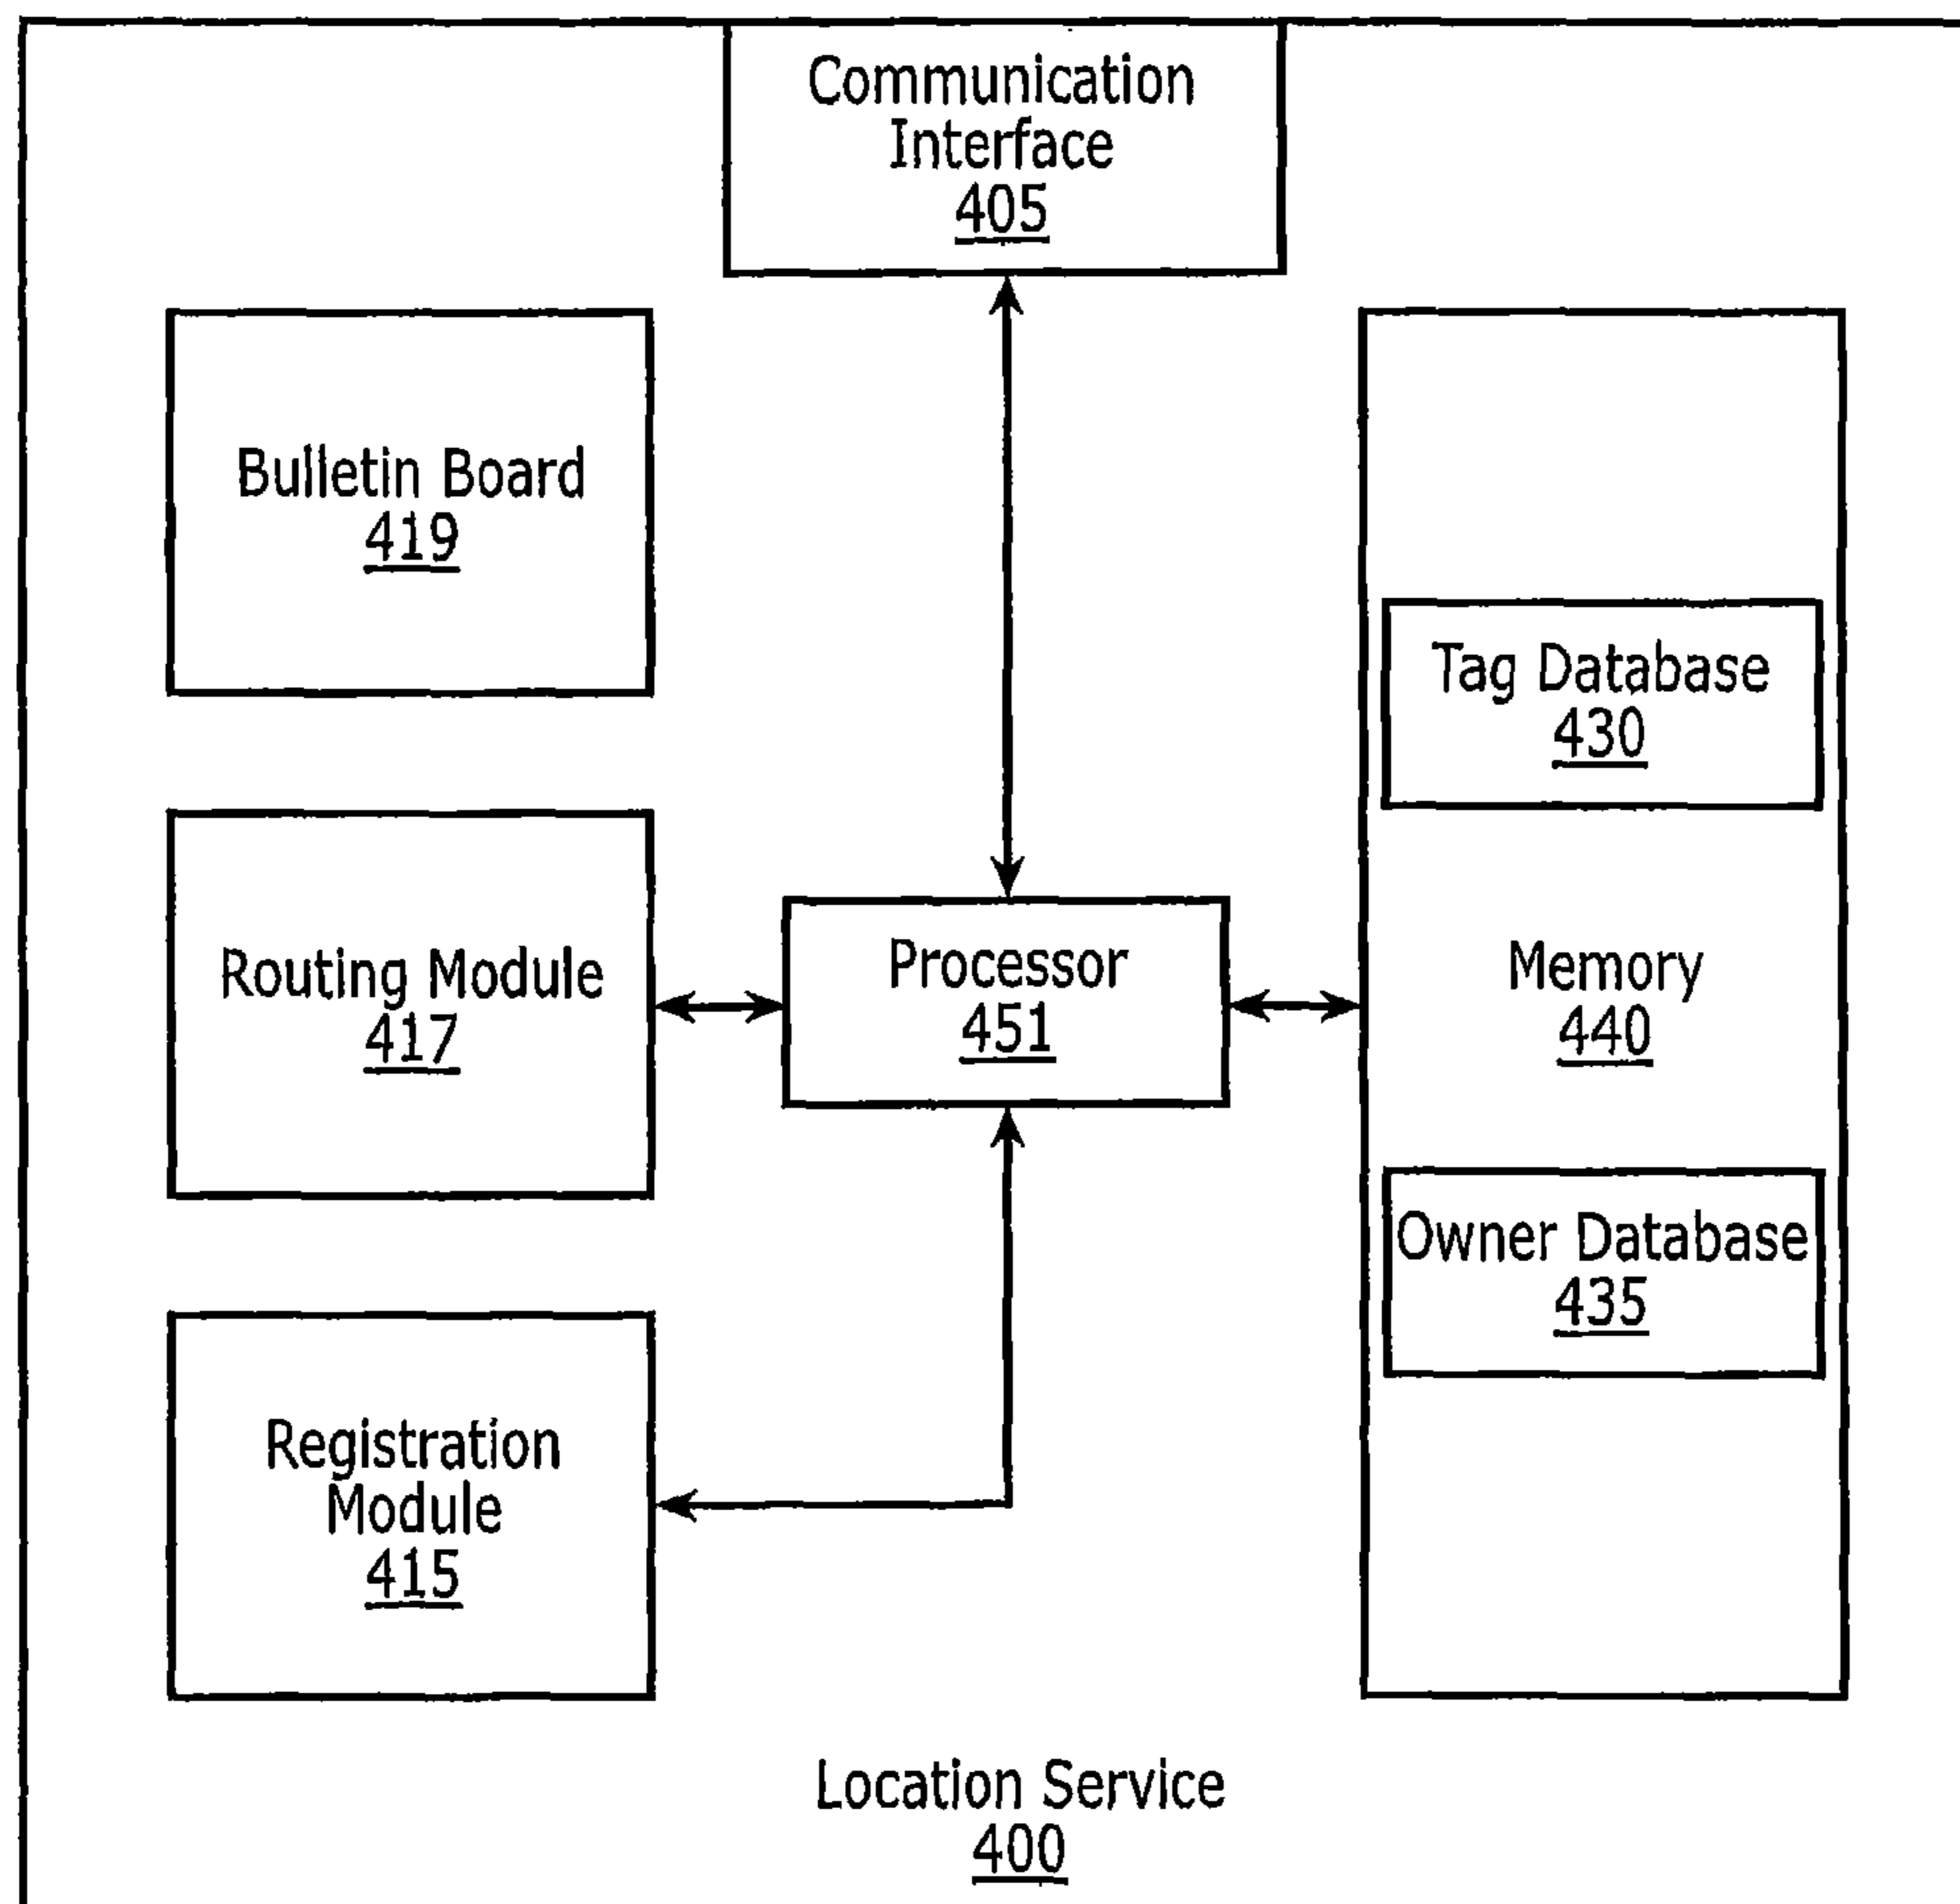 Communication
Interface
405
Bulletin Board
419
Tag Database
430
Routing Module
417
Processor
451
Memory
440
Owner Database
435
Registration
Module
415
Location Service
400